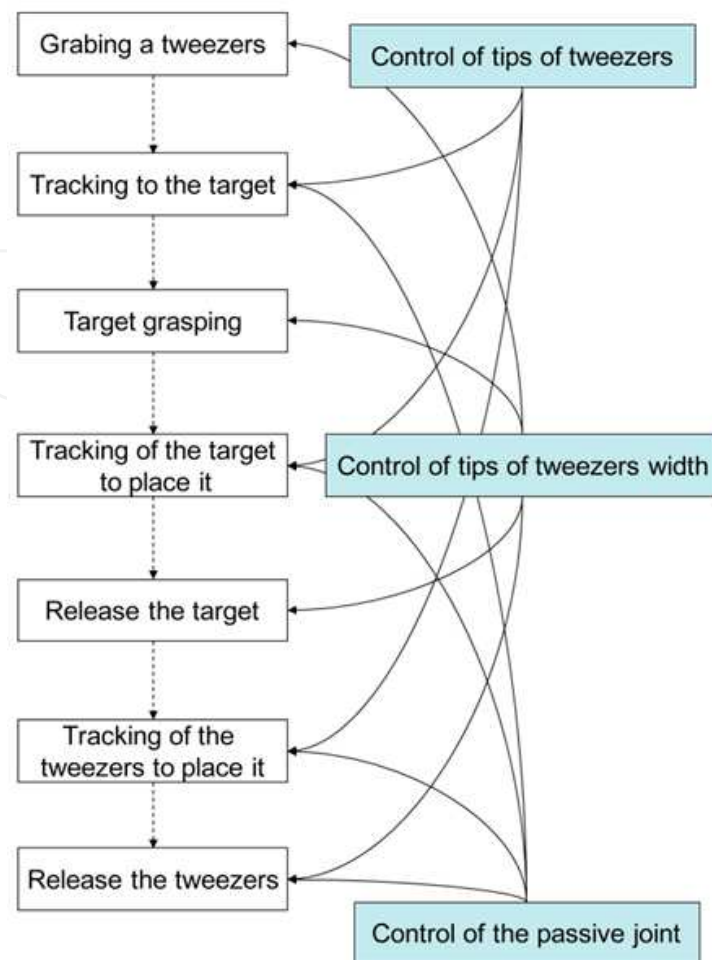 Grabing a tweezers
Control of tips of tweezers
Tracking to the target
Target grasping
Tracking of the target
to place it
Control of tips of tweezers width
Release the target
Tracking of the
tweezers to place it
Release the tweezers
Control of the passive joint